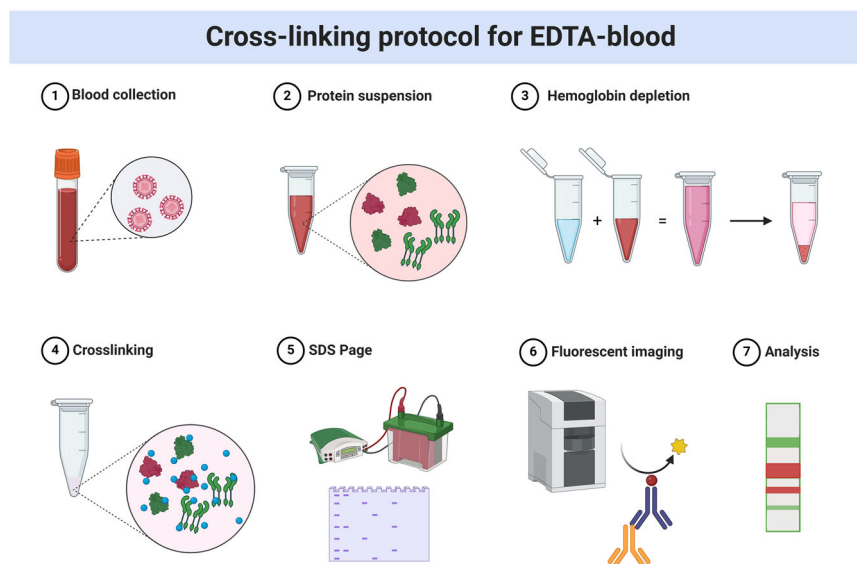 Cross-linking protocol for EDTA-blood
1 Blood collection
2 Protein suspension
3 Hemoglobin depletion
+
=
4 Crosslinking
5 SDS Page
6 Fluorescent imaging
7 Analysis